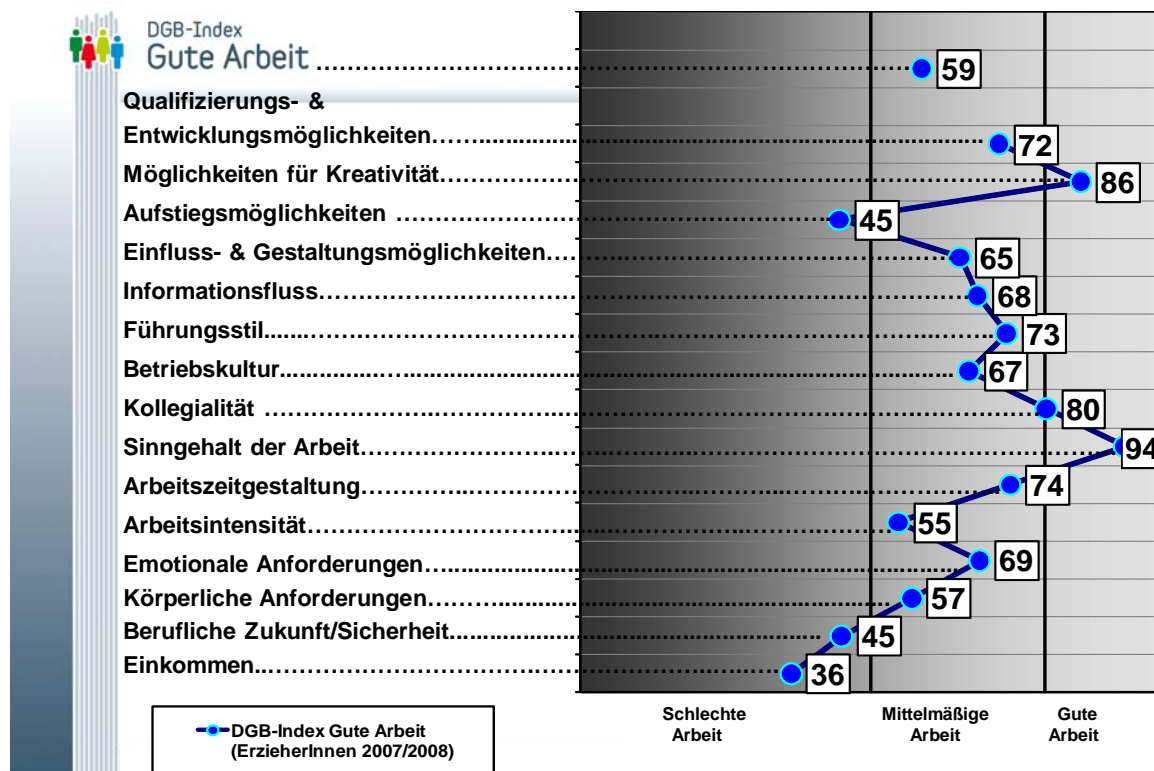 DGB-Index
Gute Arbeit ........................................ 59
Qualifizierungs- &
Entwicklungsmöglichkeiten................................ 72
Möglichkeiten für Kreativität................................ 86
Aufstiegsmöglichkeiten ................................ 45
Einfluss- & Gestaltungsmöglichkeiten................................ 65
Informationsfluss................................ 68
Führungsstil................................ 73
Betriebskultur................................ 67
Kollegialität ................................ 80
Sinngehalt der Arbeit................................ 94
Arbeitszeitgestaltung................................ 74
Arbeitsintensität................................ 55
Emotionale Anforderungen................................ 69
Körperliche Anforderungen................................ 57
Berufliche Zukunft/Sicherheit................................ 45
Einkommen................................ 36
Schlechte Arbeit
Mittelmäßige Arbeit
Gute Arbeit
DGB-Index Gute Arbeit
(ErzieherInnen 2007/2008)